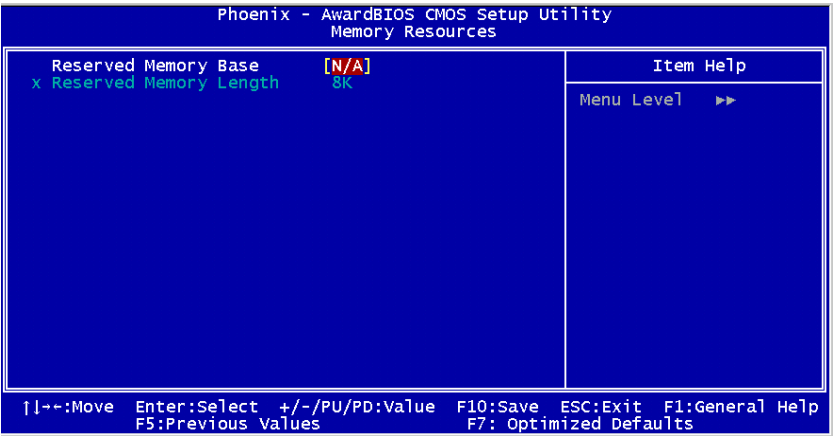 Phoenix - AwardBIOS CMOS Setup Utility
Memory Resources
Reserved Memory Base [N/A]
x Reserved Memory Length 8K
Item Help
Menu Level ►►
↑↓→←:Move Enter:Select +/-/PU/PD:Value F10:Save ESC:Exit F1:General Help
F5:Previous Values F7: Optimized Defaults